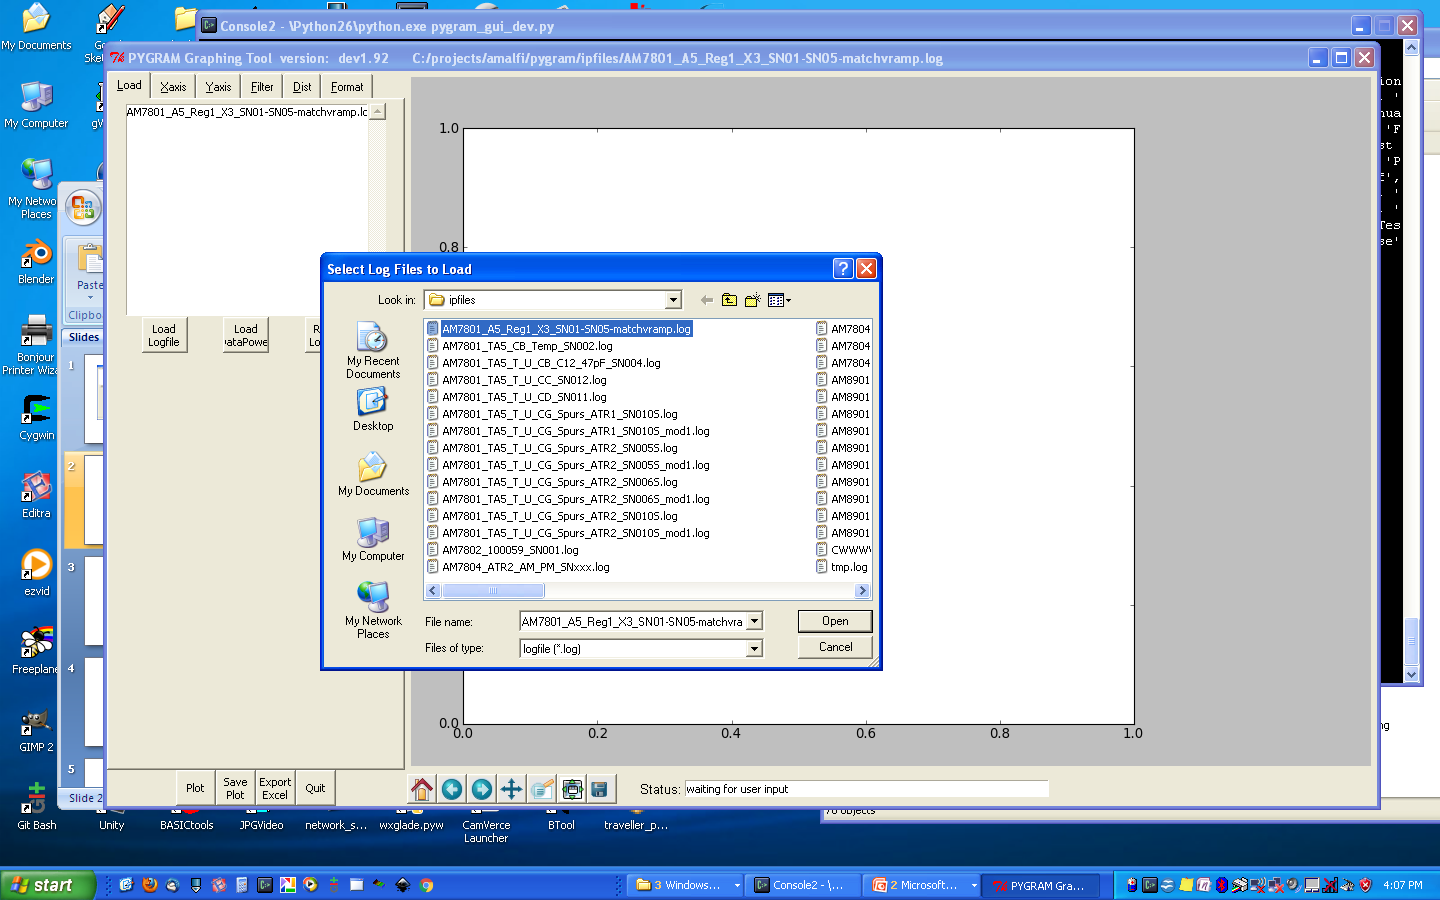 My Documents
My Computer
My Netwo
Places
Blender
Bonjour
Printer Wiza
Cygwin
Editra
ezvid
Freeplane
GIMP 2
Git Bash
Unity
BASICtools
JPGVideo
network_s...
wxglade.pyw
CamVerce
Launcher
BTool
traveller_p...
Console2 - \Python26\python.exe pygram_gui_dev.py
PYGRAM Graphing Tool version: dev1.92 C:/projects/amalfi/pygram/ipfiles/AM7801_A5_Reg1_X3_SN01-SN05-matchvramp.log
Load Xaxis Yaxis Filter Dist Format
AM7801_A5_Reg1_X3_SN01-SN05-matchvramp.lo
Load
Logfile
Load
DataPowe
R
Lo
Paste
Clipbo
Slides
1
2
3
4
5
Slide 2
1.0
0.8
0.0
0.0 0.2 0.4 0.6 0.8 1.0
Select Log Files to Load
Look in: ipfiles
My Recent
Documents
Desktop
My Documents
My Computer
My Network
Places
AM7801_A5_Reg1_X3_SN01-SN05-matchvramp.log
AM7801_TA5_CB_Temp_SN002.log
AM7801_TA5_T_U_CB_C12_47pF_SN004.log
AM7801_TA5_T_U_CC_SN012.log
AM7801_TA5_T_U_CD_SN011.log
AM7801_TA5_T_U_CG_Spurs_ATR1_SN010S.log
AM7801_TA5_T_U_CG_Spurs_ATR1_SN010S_mod1.log
AM7801_TA5_T_U_CG_Spurs_ATR2_SN005S.log
AM7801_TA5_T_U_CG_Spurs_ATR2_SN005S_mod1.log
AM7801_TA5_T_U_CG_Spurs_ATR2_SN006S.log
AM7801_TA5_T_U_CG_Spurs_ATR2_SN006S_mod1.log
AM7801_TA5_T_U_CG_Spurs_ATR2_SN010S.log
AM7801_TA5_T_U_CG_Spurs_ATR2_SN010S_mod1.log
AM7802_100059_SN001.log
AM7804_ATR2_AM_PM_SNxxx.log
AM7804
AM7804
AM7804
AM8901
AM8901
AM8901
AM8901
AM8901
AM8901
AM8901
AM8901
AM8901
AM8901
CWWW
tmp.log
File name: AM7801_A5_Reg1_X3_SN01-SN05-matchvra
Open
Files of type: logfile (*.log)
Cancel
Plot
Save
Plot
Export
Excel
Quit
Status: waiting for user input
70 objects
start
3 Windows...
Console2 - \...
2 Microsoft...
PYGRAM Gra...
4:07 PM